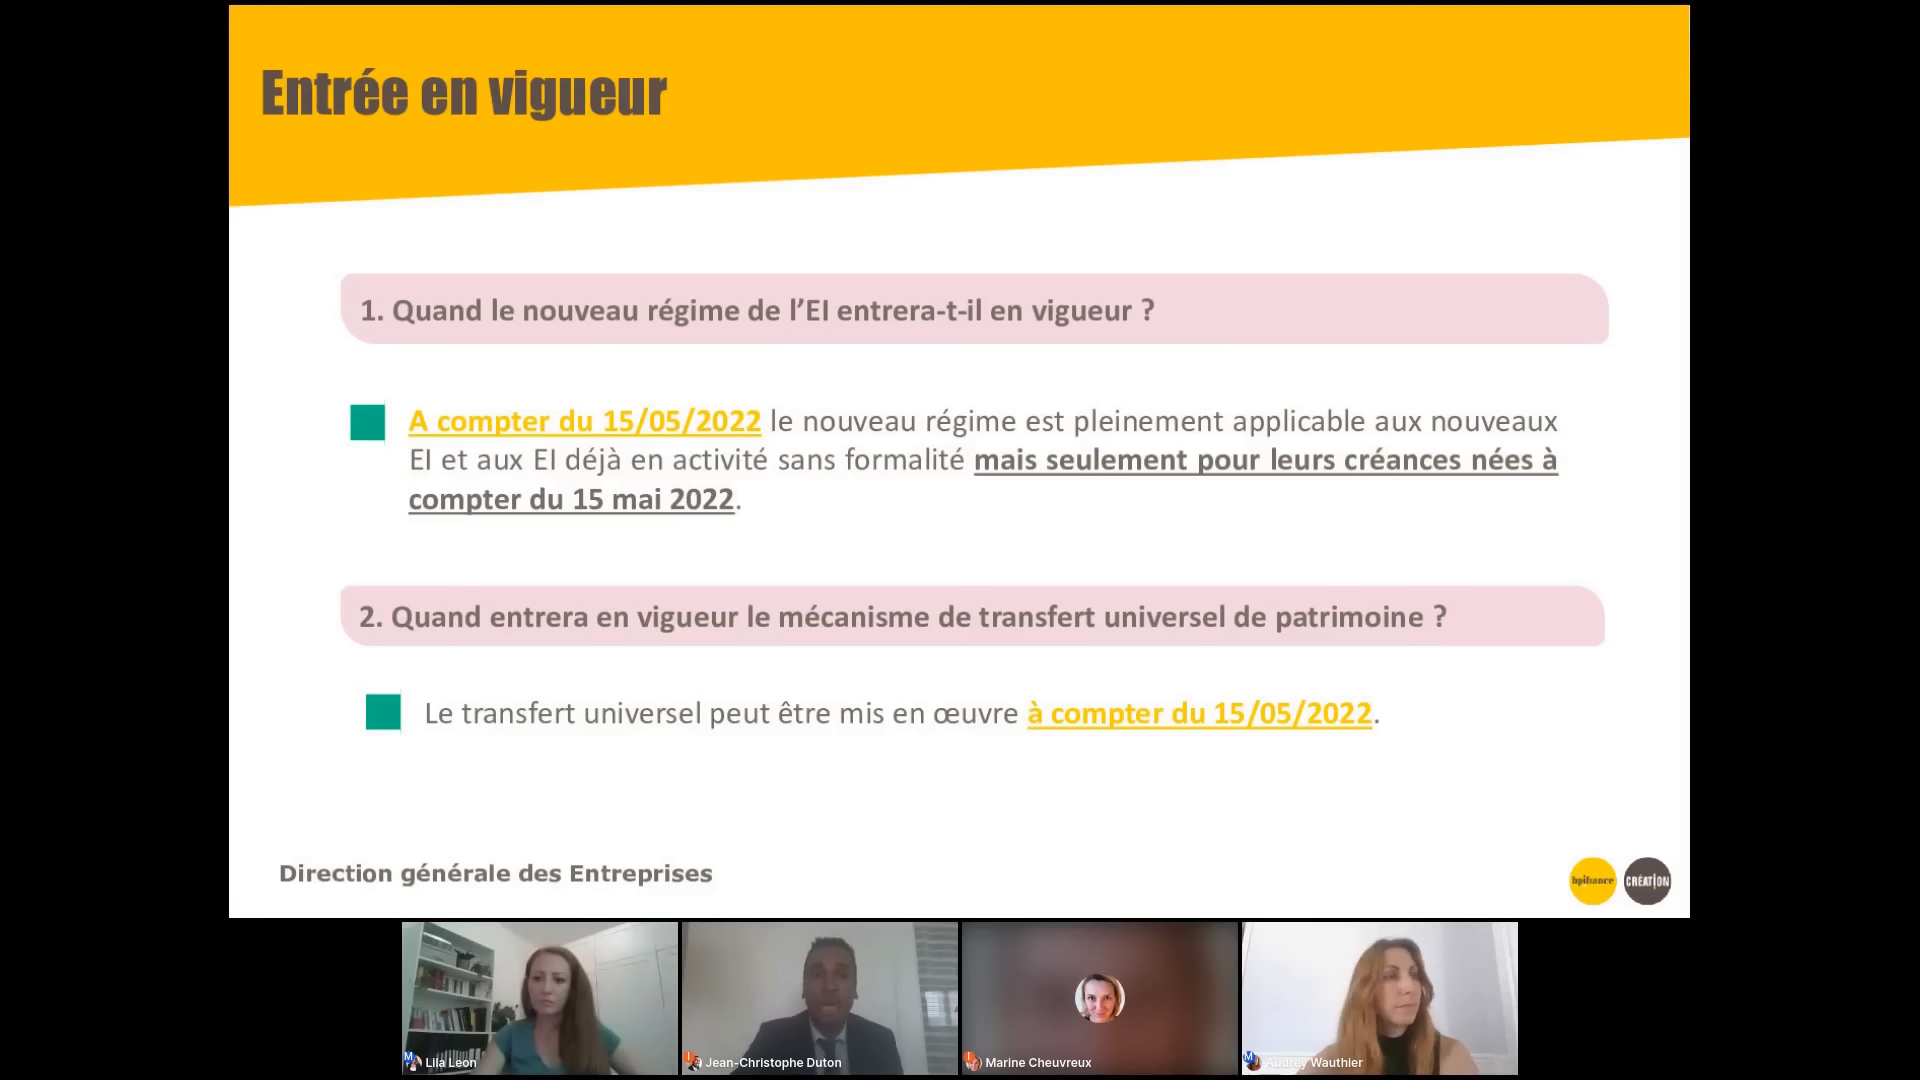 Entrée en vigueur
1. Quand le nouveau régime de l’EI entrera-t-il en vigueur ?
A compter du 15/05/2022 le nouveau régime est pleinement applicable aux nouveaux
EI et aux EI déjà en activité sans formalité mais seulement pour leurs créances nées à
compter du 15 mai 2022.
2. Quand entrera en vigueur le mécanisme de transfert universel de patrimoine ?
Le transfert universel peut être mis en œuvre à compter du 15/05/2022.
Direction générale des Entreprises
bpifrance CRÉATION
Lila Leon
Jean-Christophe Duton
Marine Cheuvreux
Audrey Wauthier